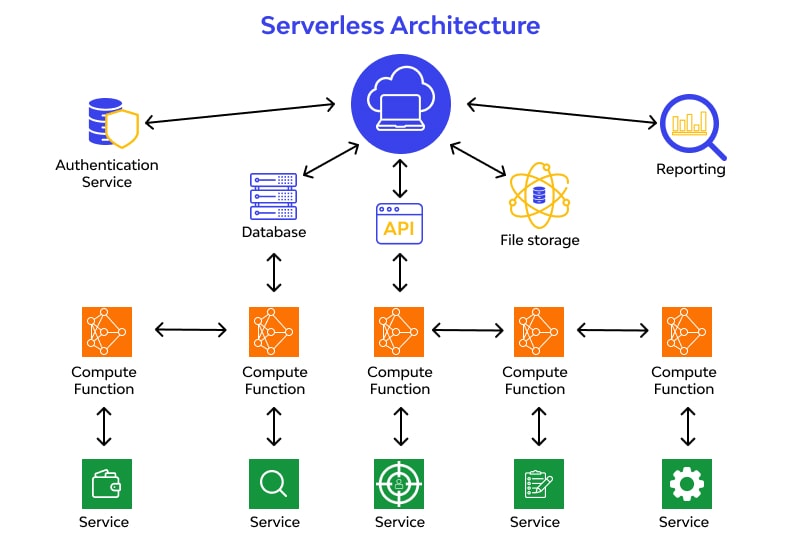 Serverless Architecture
Authentication
Service
Reporting
Database
API
File storage
Compute
Function
Compute
Function
Compute
Function
Compute
Function
Compute
Function
Service
Service
Service
Service
Service